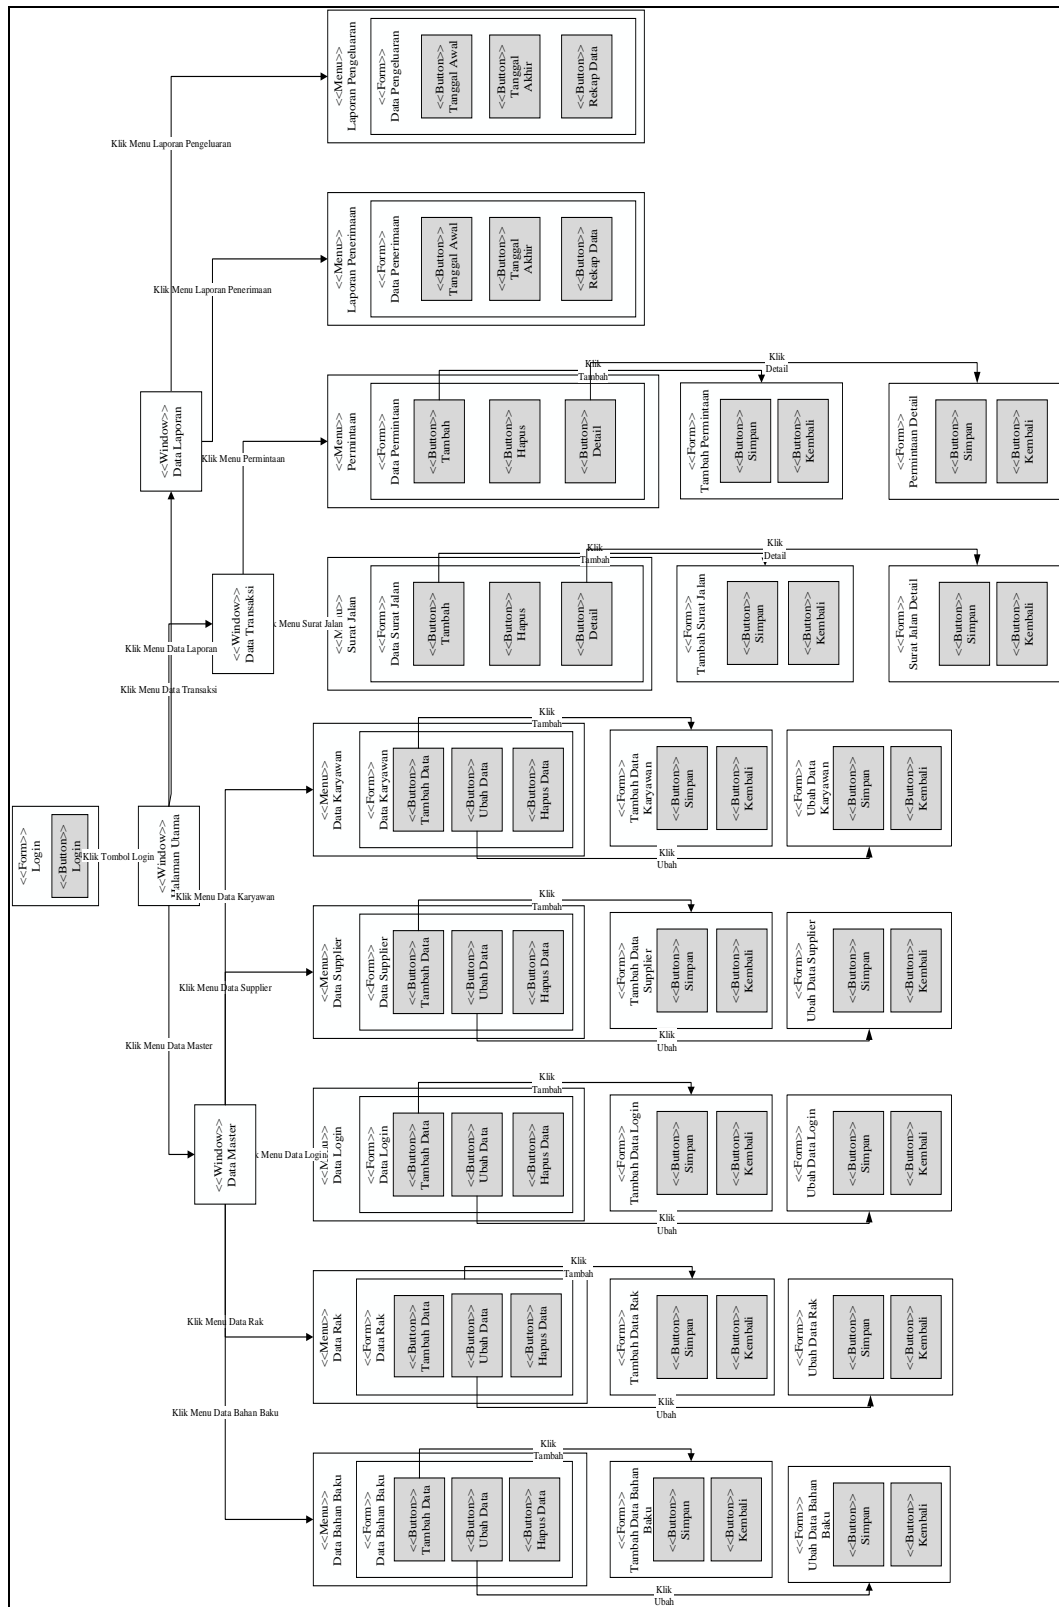 <<Form>>
Login
<<Button>>
Login
Klik Tombol Login
<<Window>>
Halaman Utama
Klik Menu Data Master
Klik Menu Data Transaksi
Klik Menu Data Laporan
<<Window>>
Data Master
Klik Menu Data Bahan Baku
Klik Menu Data Rak
Klik Menu Data Login
Klik Menu Data Supplier
Klik Menu Data Karyawan
<<Window>>
Data Transaksi
Menu Surat Jalan
Klik Menu Permintaan
<<Window>>
Data Laporan
Klik Menu Laporan Penerimaan
Klik Menu Laporan Pengeluaran
<<Menu>>
Data Bahan Baku
<<Form>>
Data Bahan Baku
<<Button>>
Tambah Data
<<Button>>
Ubah Data
<<Button>>
Hapus Data
Klik
Tambah
Klik
Ubah
<<Form>>
Tambah Data Bahan
Baku
<<Button>>
Simpan
<<Button>>
Kembali
<<Form>>
Ubah Data Bahan
Baku
<<Button>>
Simpan
<<Button>>
Kembali
<<Menu>>
Data Rak
<<Form>>
Data Rak
<<Button>>
Tambah Data
<<Button>>
Ubah Data
<<Button>>
Hapus Data
Klik
Tambah
Klik
Ubah
<<Form>>
Tambah Data Rak
<<Button>>
Simpan
<<Button>>
Kembali
<<Form>>
Ubah Data Rak
<<Button>>
Simpan
<<Button>>
Kembali
<<Menu>>
Data Login
<<Form>>
Data Login
<<Button>>
Tambah Data
<<Button>>
Ubah Data
<<Button>>
Hapus Data
Klik
Tambah
Klik
Ubah
<<Form>>
Tambah Data Login
<<Button>>
Simpan
<<Button>>
Kembali
<<Form>>
Ubah Data Login
<<Button>>
Simpan
<<Button>>
Kembali
<<Menu>>
Data Supplier
<<Form>>
Data Supplier
<<Button>>
Tambah Data
<<Button>>
Ubah Data
<<Button>>
Hapus Data
Klik
Tambah
Klik
Ubah
<<Form>>
Tambah Data
Supplier
<<Button>>
Simpan
<<Button>>
Kembali
<<Form>>
Ubah Data Supplier
<<Button>>
Simpan
<<Button>>
Kembali
<<Menu>>
Data Karyawan
<<Form>>
Data Karyawan
<<Button>>
Tambah Data
<<Button>>
Ubah Data
<<Button>>
Hapus Data
Klik
Tambah
Klik
Ubah
<<Form>>
Tambah Data
Karyawan
<<Button>>
Simpan
<<Button>>
Kembali
<<Form>>
Ubah Data
Karyawan
<<Button>>
Simpan
<<Button>>
Kembali
<<Menu>>
Surat Jalan
<<Form>>
Data Surat Jalan
<<Button>>
Tambah
<<Button>>
Hapus
<<Button>>
Detail
Klik
Tambah
Klik
Detail
<<Form>>
Tambah Surat Jalan
<<Button>>
Simpan
<<Button>>
Kembali
<<Form>>
Surat Jalan Detail
<<Button>>
Simpan
<<Button>>
Kembali
<<Menu>>
Permintaan
<<Form>>
Data Permintaan
<<Button>>
Tambah
<<Button>>
Hapus
<<Button>>
Detail
Klik
Tambah
Klik
Detail
<<Form>>
Tambah Permintaan
<<Button>>
Simpan
<<Button>>
Kembali
<<Form>>
Permintaan Detail
<<Button>>
Simpan
<<Button>>
Kembali
<<Menu>>
Laporan Penerimaan
<<Form>>
Data Penerimaan
<<Button>>
Tanggal Awal
<<Button>>
Tanggal
Akhir
<<Button>>
Rekap Data
<<Menu>>
Laporan Pengeluaran
<<Form>>
Data Pengeluaran
<<Button>>
Tanggal Awal
<<Button>>
Tanggal
Akhir
<<Button>>
Rekap Data